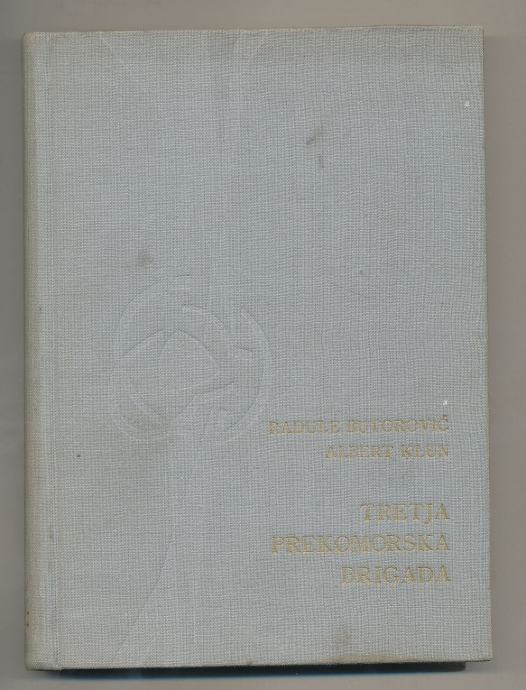 RADULE BUTOROVIĆ
ALBERT KLUN
TRETJA
PREKOMORSKA
BRIGADA